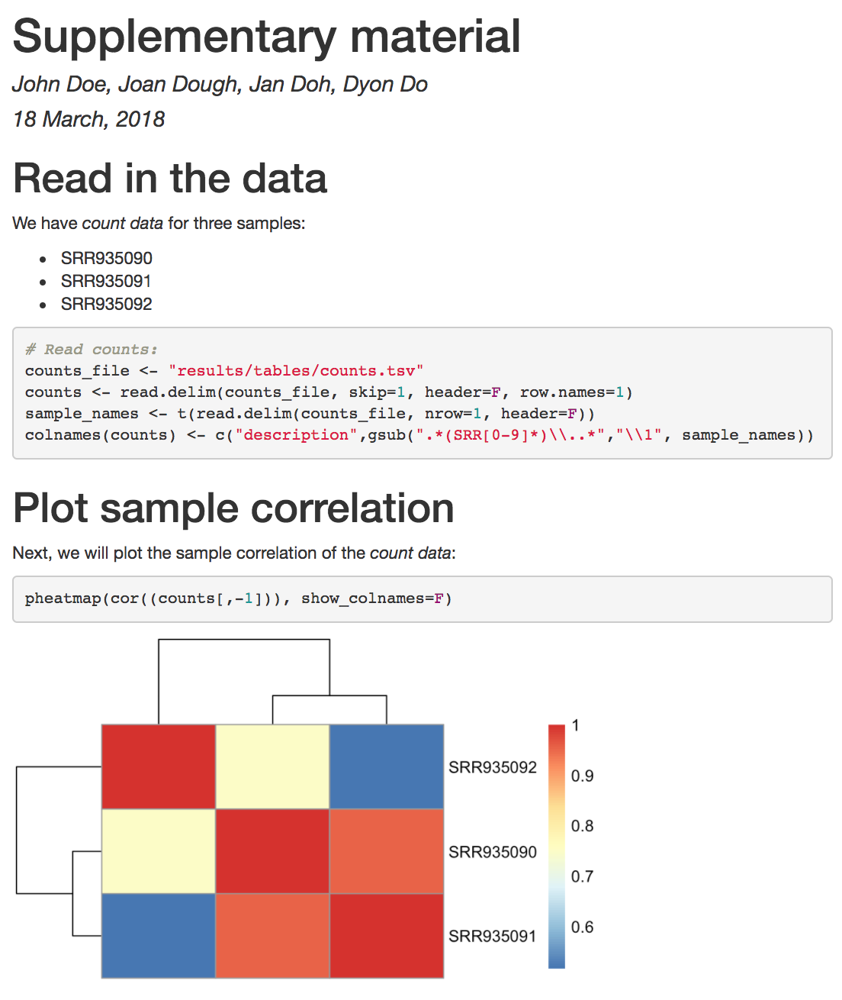 Supplementary material
John Doe, Joan Dough, Jan Doh, Dyon Do
18 March, 2018
Read in the data
We have count data for three samples:
• SRR935090
• SRR935091
• SRR935092
# Read counts:
counts_file <- "results/tables/counts.tsv"
counts <- read.delim(counts_file, skip=1, header=F, row.names=1)
sample_names <- t(read.delim(counts_file, nrow=1, header=F))
colnames(counts) <- c("description",gsub(".*(SRR[0-9]*)\\..*","\\1", sample_names))
Plot sample correlation
Next, we will plot the sample correlation of the count data:
pheatmap(cor((counts[,-1])), show_colnames=F)
SRR935092
SRR935090
SRR935091
1
0.9
0.8
0.7
0.6